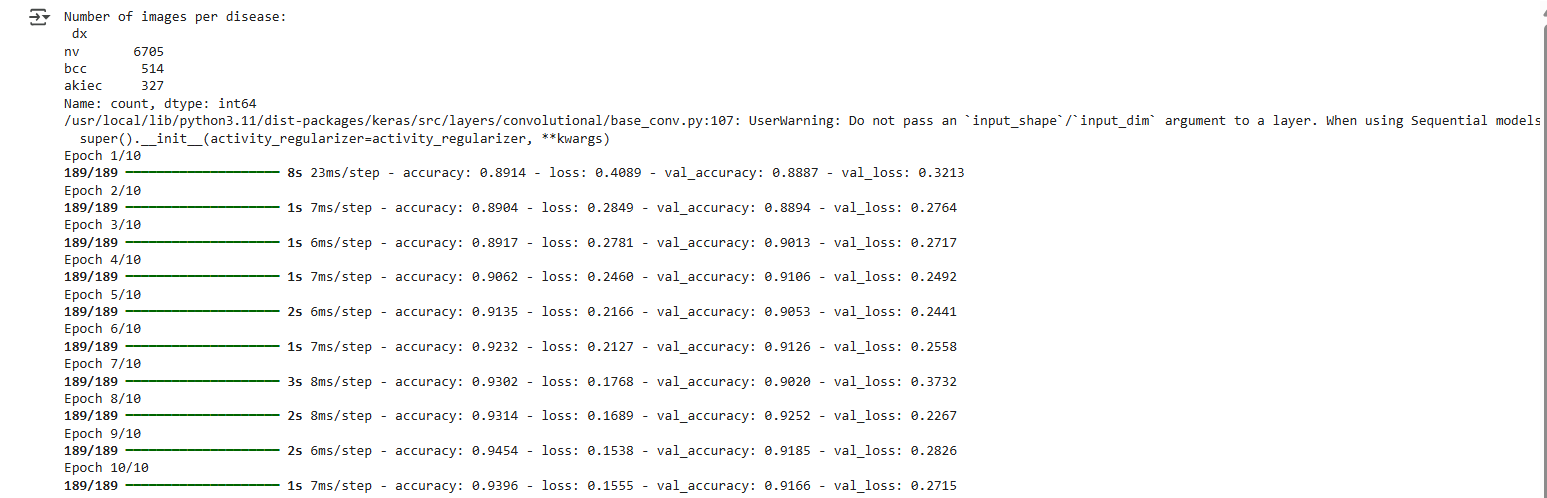 Number of images per disease:
dx
nv 6705
bcc 514
akiec 327
Name: count, dtype: int64
/usr/local/lib/python3.11/dist-packages/keras/src/layers/convolutional/base_conv.py:107: UserWarning: Do not pass an `input_shape`/`input_dim` argument to a layer. When using Sequential models
super().__init__(activity_regularizer=activity_regularizer, **kwargs)
Epoch 1/10
189/189 ━━━━━━━━━━━━━━━━━━━━ 8s 23ms/step - accuracy: 0.8914 - loss: 0.4089 - val_accuracy: 0.8887 - val_loss: 0.3213
Epoch 2/10
189/189 ━━━━━━━━━━━━━━━━━━━━ 1s 7ms/step - accuracy: 0.8904 - loss: 0.2849 - val_accuracy: 0.8894 - val_loss: 0.2764
Epoch 3/10
189/189 ━━━━━━━━━━━━━━━━━━━━ 1s 6ms/step - accuracy: 0.8917 - loss: 0.2781 - val_accuracy: 0.9013 - val_loss: 0.2717
Epoch 4/10
189/189 ━━━━━━━━━━━━━━━━━━━━ 1s 7ms/step - accuracy: 0.9062 - loss: 0.2460 - val_accuracy: 0.9106 - val_loss: 0.2492
Epoch 5/10
189/189 ━━━━━━━━━━━━━━━━━━━━ 2s 6ms/step - accuracy: 0.9135 - loss: 0.2166 - val_accuracy: 0.9053 - val_loss: 0.2441
Epoch 6/10
189/189 ━━━━━━━━━━━━━━━━━━━━ 1s 7ms/step - accuracy: 0.9232 - loss: 0.2127 - val_accuracy: 0.9126 - val_loss: 0.2558
Epoch 7/10
189/189 ━━━━━━━━━━━━━━━━━━━━ 3s 8ms/step - accuracy: 0.9302 - loss: 0.1768 - val_accuracy: 0.9020 - val_loss: 0.3732
Epoch 8/10
189/189 ━━━━━━━━━━━━━━━━━━━━ 2s 8ms/step - accuracy: 0.9314 - loss: 0.1689 - val_accuracy: 0.9252 - val_loss: 0.2267
Epoch 9/10
189/189 ━━━━━━━━━━━━━━━━━━━━ 2s 6ms/step - accuracy: 0.9454 - loss: 0.1538 - val_accuracy: 0.9185 - val_loss: 0.2826
Epoch 10/10
189/189 ━━━━━━━━━━━━━━━━━━━━ 1s 7ms/step - accuracy: 0.9396 - loss: 0.1555 - val_accuracy: 0.9166 - val_loss: 0.2715